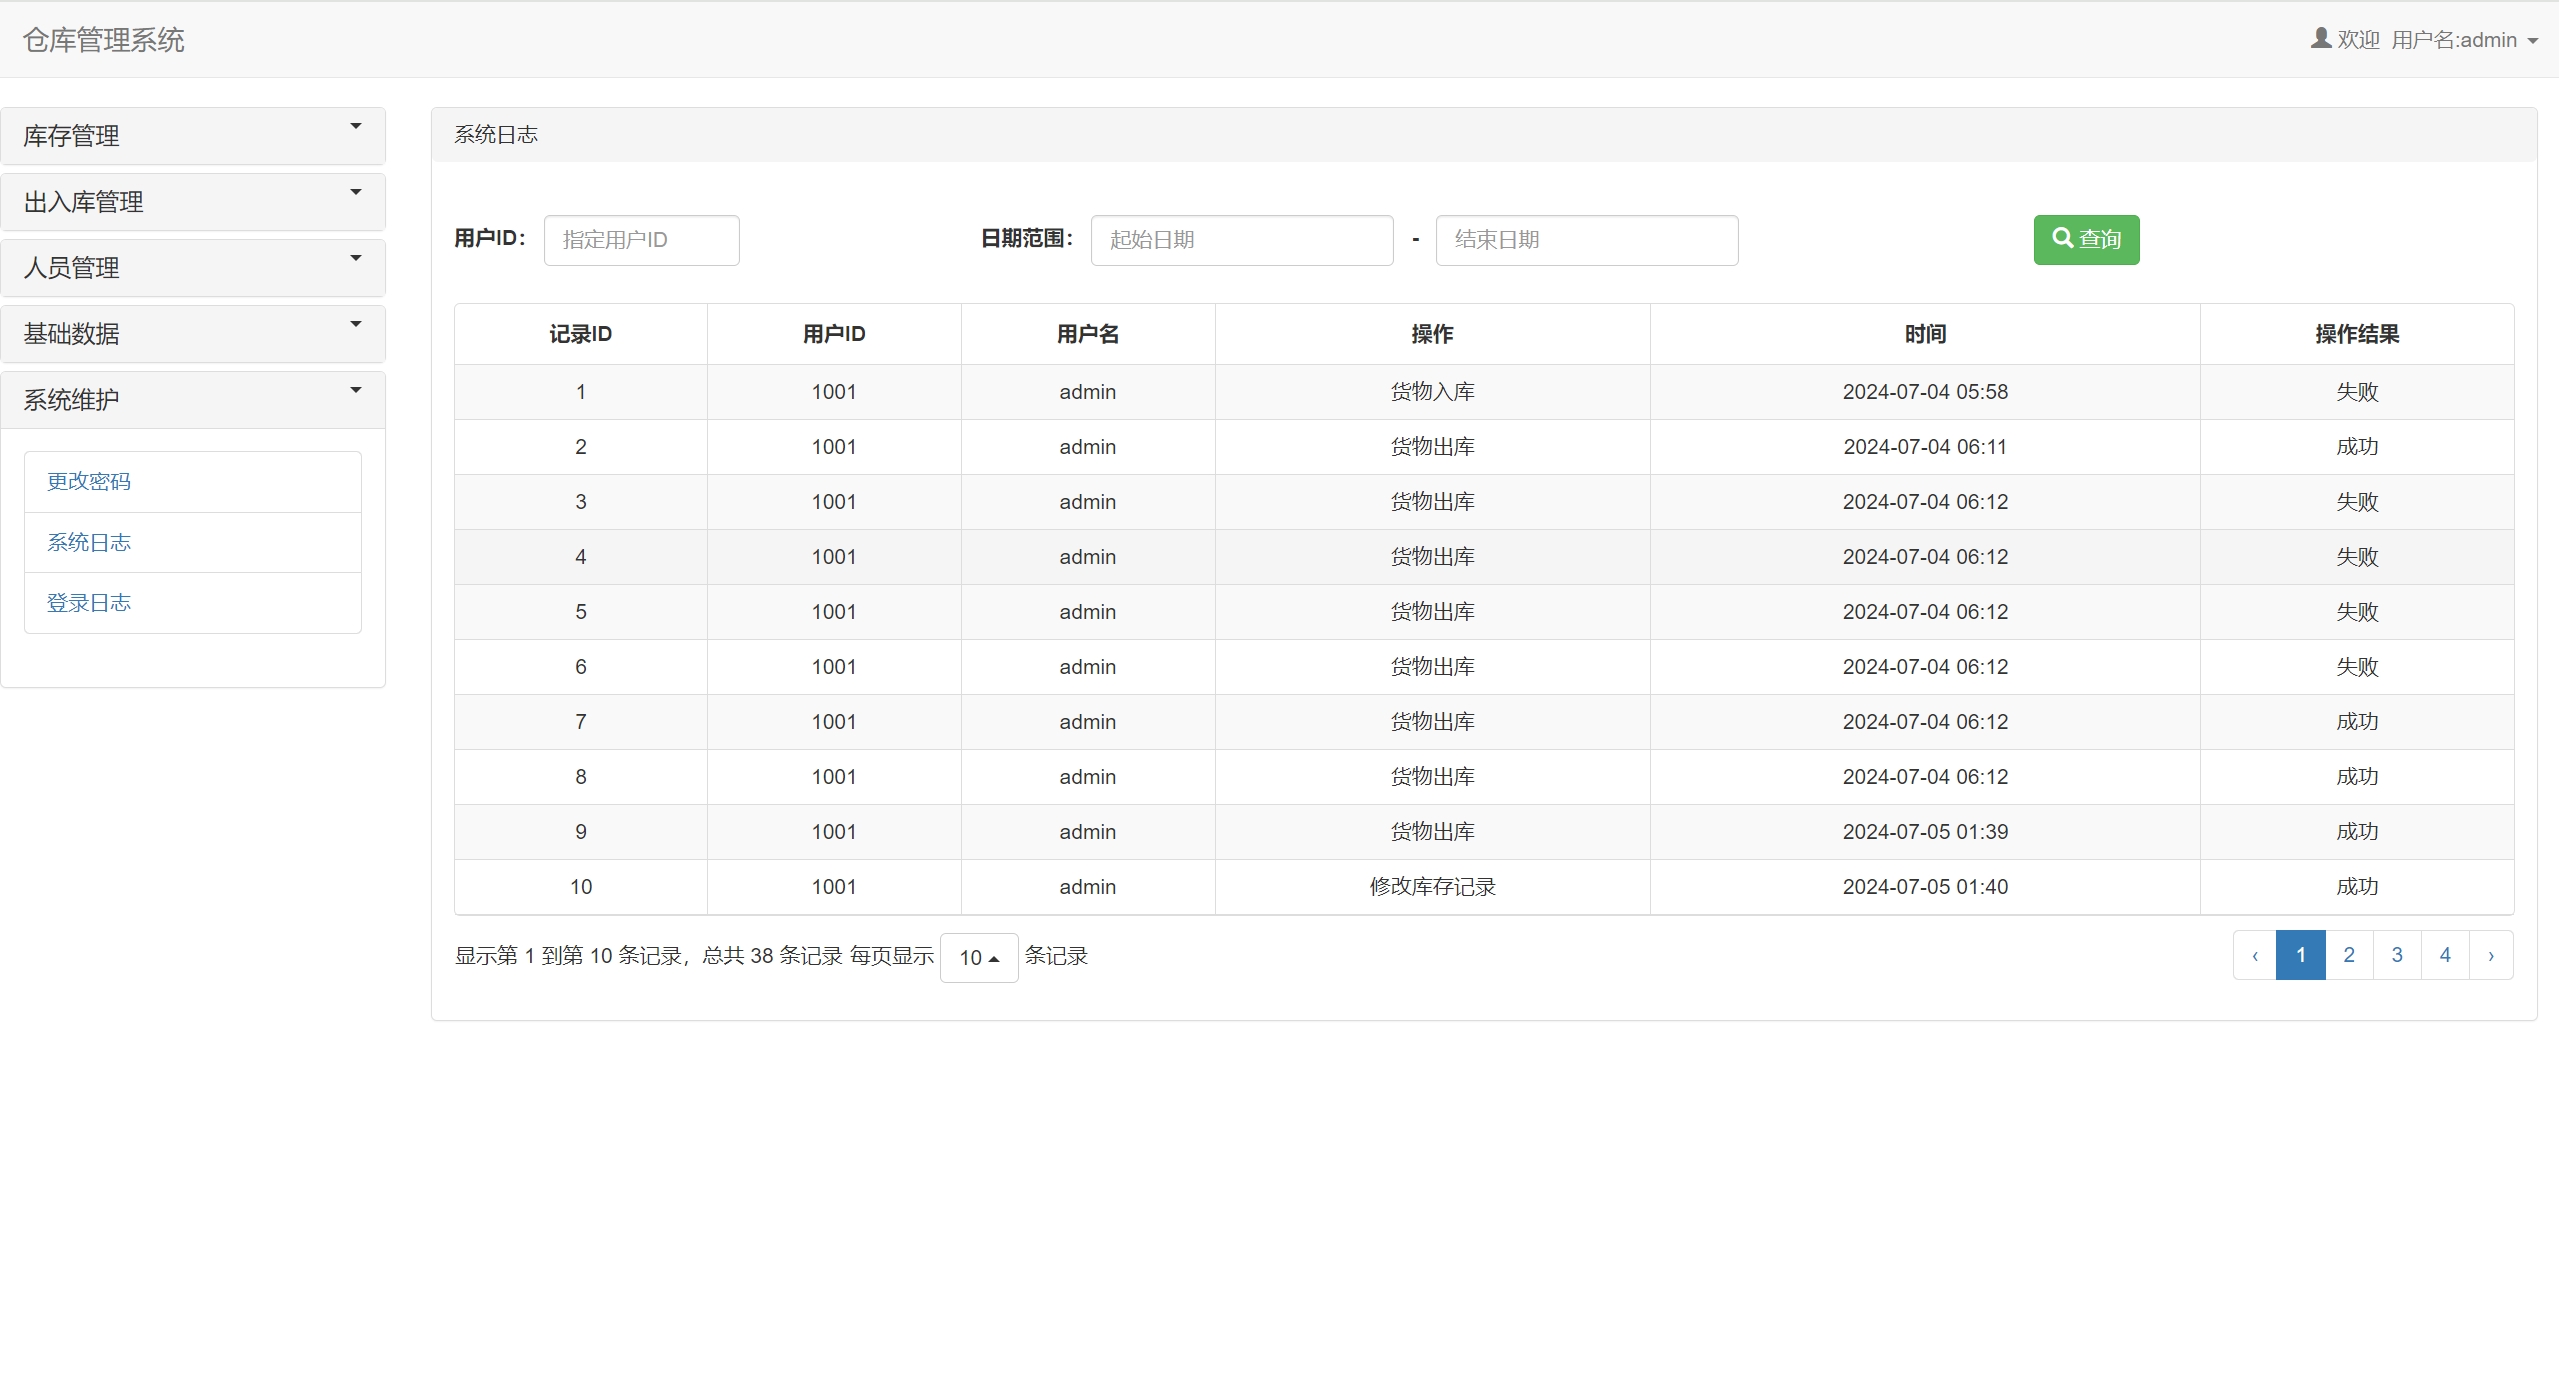 仓库管理系统
欢迎 用户名:admin
库存管理
出入库管理
人员管理
基础数据
系统维护
更改密码
系统日志
登录日志
系统日志
用户ID： 指定用户ID 日期范围： 起始日期 - 结束日期 查询
记录ID 用户ID 用户名 操作 时间 操作结果
1 1001 admin 货物入库 2024-07-04 05:58 失败
2 1001 admin 货物出库 2024-07-04 06:11 成功
3 1001 admin 货物出库 2024-07-04 06:12 失败
4 1001 admin 货物出库 2024-07-04 06:12 失败
5 1001 admin 货物出库 2024-07-04 06:12 失败
6 1001 admin 货物出库 2024-07-04 06:12 失败
7 1001 admin 货物出库 2024-07-04 06:12 成功
8 1001 admin 货物出库 2024-07-04 06:12 成功
9 1001 admin 货物出库 2024-07-05 01:39 成功
10 1001 admin 修改库存记录 2024-07-05 01:40 成功
显示第 1 到第 10 条记录，总共 38 条记录 每页显示 10 条记录
‹ 1 2 3 4 ›